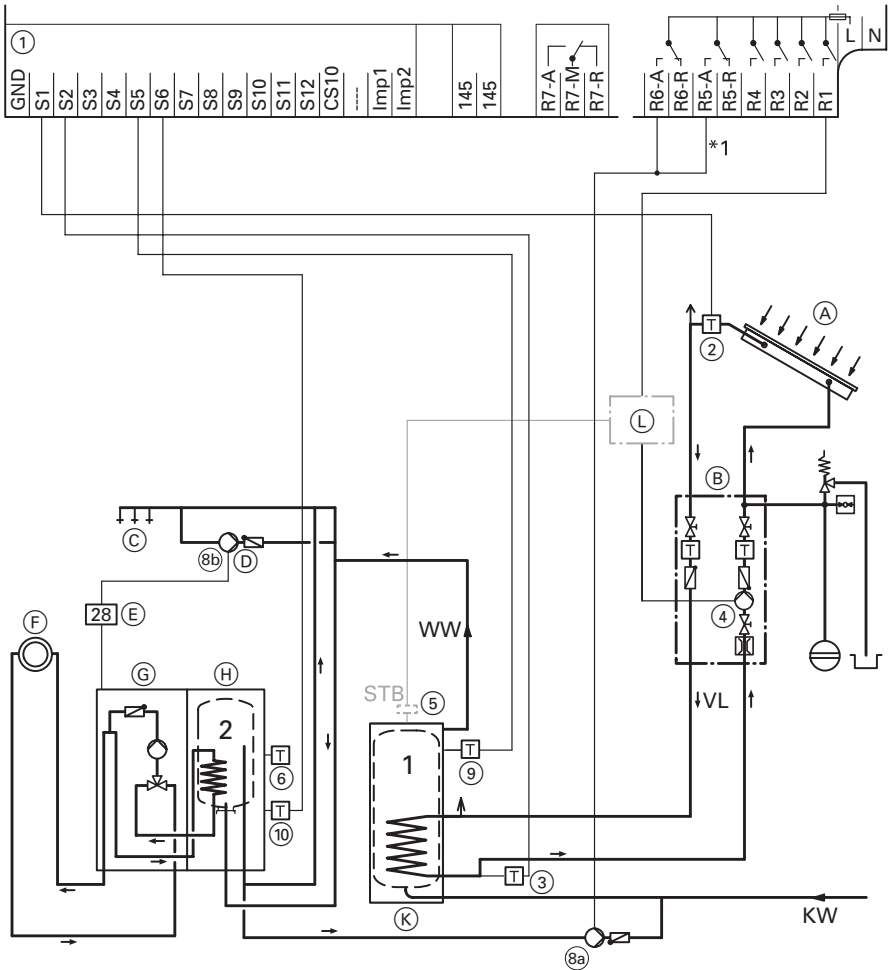 1
GND
S1
S2
S3
S4
S5
S6
S7
S8
S9
S10
S11
S12
CS10
----
Imp1
Imp2
145
145
R7-A
R7-M
R7-R
R6-A
R6-R
R5-A
R5-R
R4
R3
R2
R1
L
N
*1
A
T
2
L
B
C
8b
D
T
T
28
E
4
F
WW
G
H
STB
5
VL
2
1
T
6
T
9
T
10
T
3
K
KW
8a